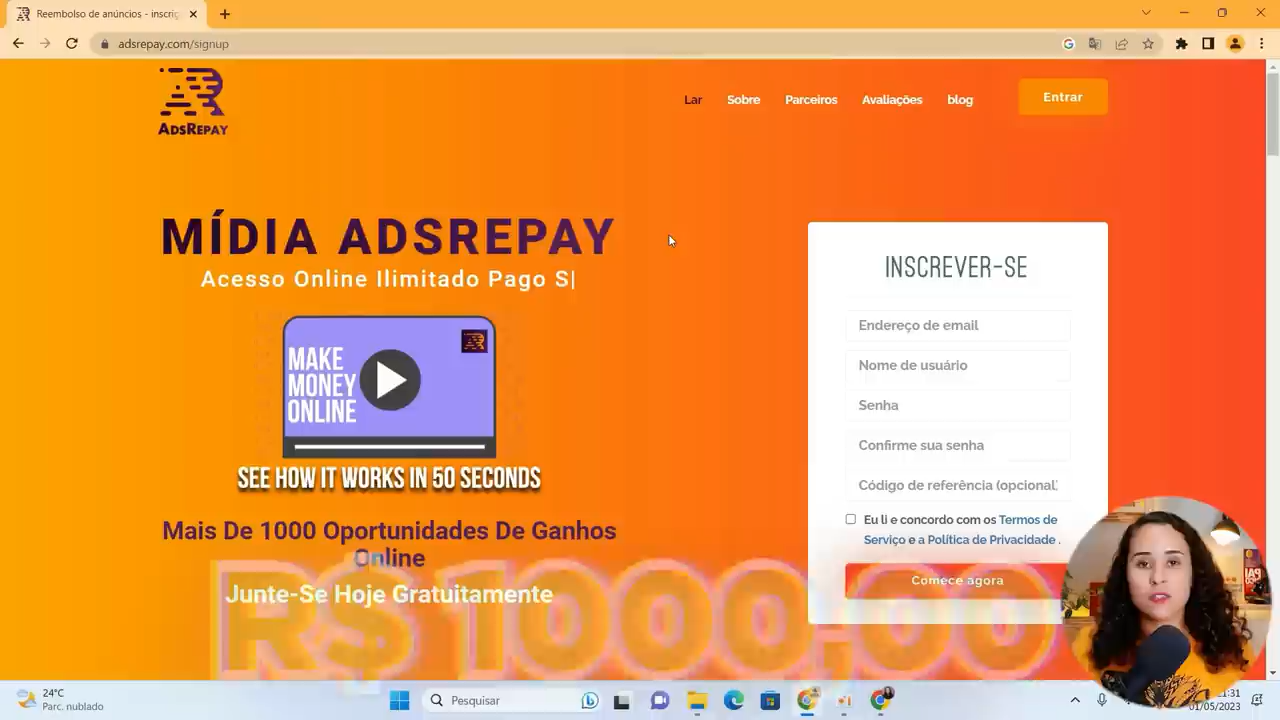 Reembolso de anúncios - inscriç
adsrepay.com/signup
ADSREPAY
Lar
Sobre
Parceiros
Avaliações
blog
Entrar
MÍDIA ADSREPAY
Acesso Online Ilimitado Pago S|
MAKE
MONEY
ONLINE
SEE HOW IT WORKS IN 50 SECONDS
Mais De 1000 Oportunidades De Ganhos
Online
Junte-Se Hoje Gratuitamente
INSCREVER-SE
Endereço de email
Nome de usuário
Senha
Confirme sua senha
Código de referência (opcional)
Eu li e concordo com os Termos de
Serviço e a Política de Privacidade .
Comece agora
R$ 1000,00
24°C
Parc. nublado
Pesquisar
01/05/2023